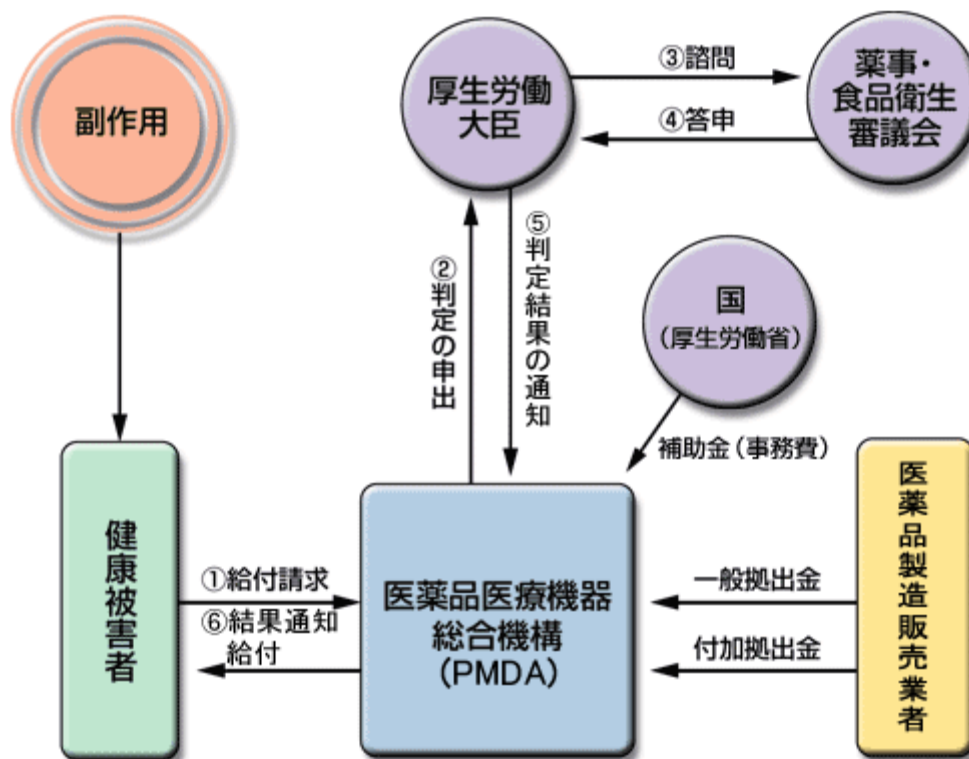 副作用
厚生労働
大臣
③諮問
④答申
薬事・
食品衛生
審議会
②判定の申出
⑤判定結果の通知
国
（厚生労働省）
補助金（事務費）
健康被害者
①給付請求
⑥結果通知
給付
医薬品医療機器
総合機構
（PMDA）
一般拠出金
付加拠出金
医薬品製造販売業者